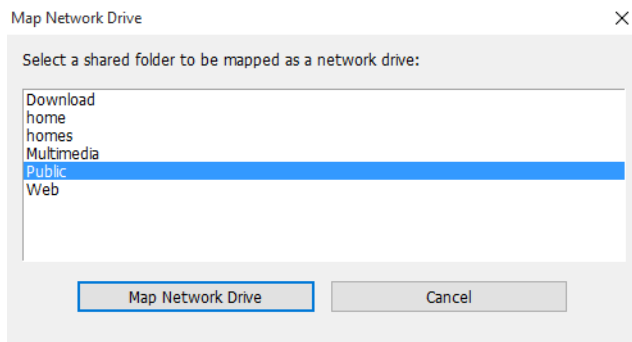 Map Network Drive
Select a shared folder to be mapped as a network drive:
Download
home
homes
Multimedia
Public
Web
Map Network Drive
Cancel